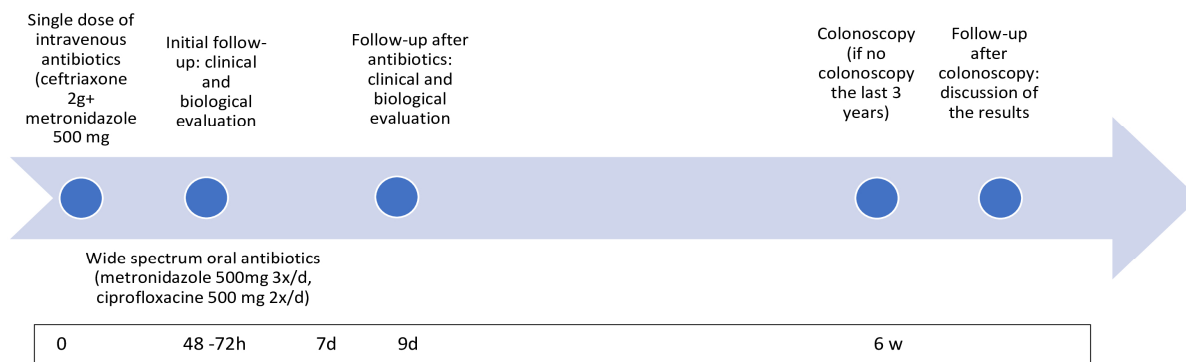 Single dose of
intravenous
antibiotics
(ceftriaxone
2g+
metronidazole
500 mg
Initial follow-
up: clinical
and
biological
evaluation
Follow-up after
antibiotics:
clinical and
biological
evaluation
Colonoscopy
(if no
colonoscopy
the last 3
years)
Follow-up
after
colonoscopy:
discussion of
the results
Wide spectrum oral antibiotics
(metronidazole 500mg 3x/d,
ciprofloxacine 500 mg 2x/d)
0 48 -72h 7d 9d 6 w